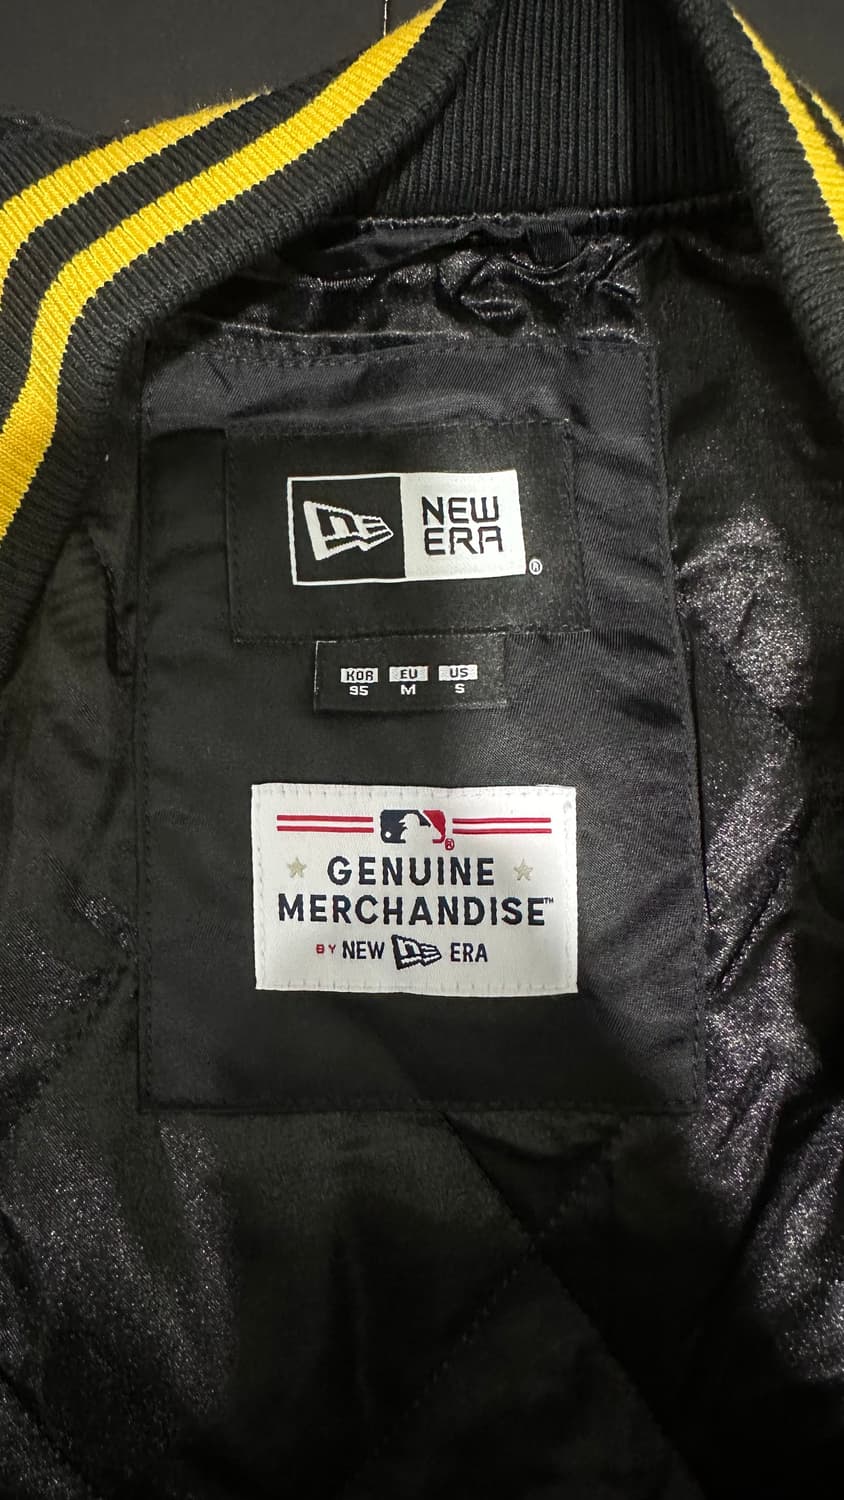 NEW
ERA
®
KOR EU US
95 M S
®
GENUINE
MERCHANDISE™
BY NEW ERA